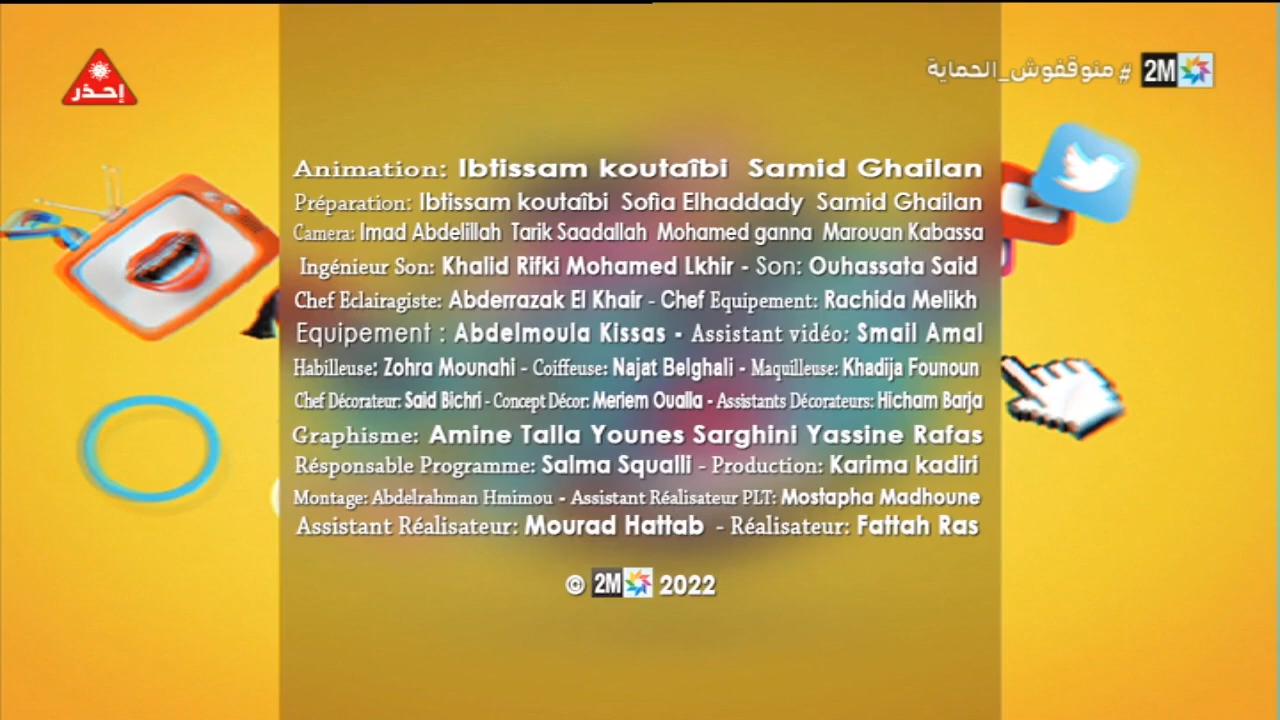 إحذر
# منوقفوش_الحماية 2M
Animation: Ibtissam koutaîbi Samid Ghailan
Préparation: Ibtissam koutaîbi Sofia Elhaddady Samid Ghailan
Camera: Imad Abdelillah Tarik Saadallah Mohamed ganna Marouan Kabassa
Ingénieur Son: Khalid Rifki Mohamed Lkhir - Son: Ouhassata Said
Chef Eclairagiste: Abderrazak El Khair - Chef Equipement: Rachida Melikh
Equipement : Abdelmoula Kissas - Assistant vidéo: Smail Amal
Habilleuse: Zohra Mounahi - Coiffeuse: Najat Belghali - Maquilleuse: Khadija Founoun
Chef Décorateur: Said Bichri - Concept Décor: Meriem Oualla - Assistants Décorateurs: Hicham Barja
Graphisme: Amine Talla Younes Sarghini Yassine Rafas
Résponsable Programme: Salma Squalli - Production: Karima kadiri
Montage: Abdelrahman Hmimou - Assistant Réalisateur PLT: Mostapha Madhoune
Assistant Réalisateur: Mourad Hattab - Réalisateur: Fattah Ras
© 2M 2022